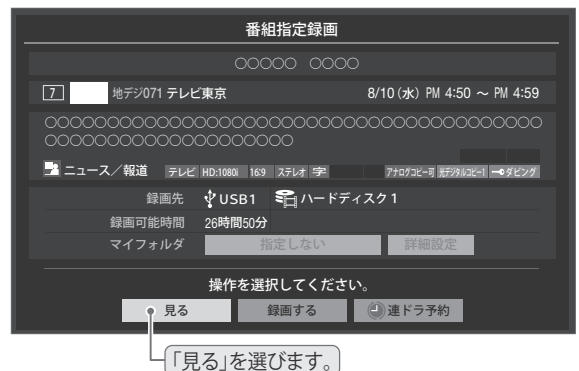 番組指定録画
○○○○○ ○○○○
7 地デジ071 テレビ東京 8/10(水) PM 4:50 ～ PM 4:59
○○○○○○○○○○○○○○○○○○○○○○○○○○○○○○○○○○○○○○○○
○○○○○○○○○○○○○○○○○○○○
ニュース／報道 テレビ HD:1080i 16:9 ステレオ 字 アナログコピー可 光デジタルコピー1 ダビング
録画先 USB1 ハードディスク1
録画可能時間 26時間50分
マイフォルダ 指定しない 詳細設定
操作を選択してください。
見る 録画する 連ドラ予約
「見る」を選びます。